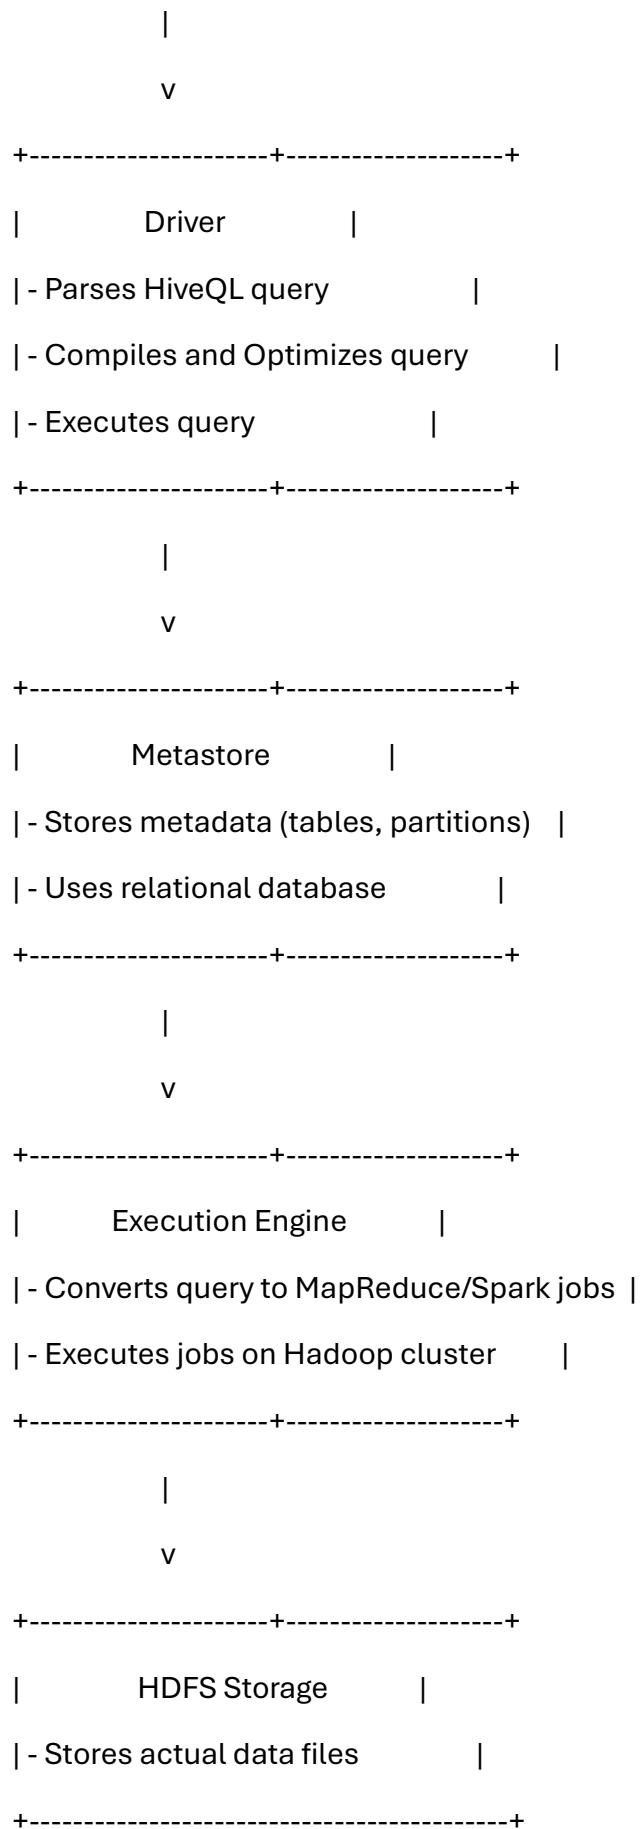 |
v
+----------------------+--------------------+
| Driver |
| - Parses HiveQL query |
| - Compiles and Optimizes query |
| - Executes query |
+----------------------+--------------------+
|
v
+----------------------+--------------------+
| Metastore |
| - Stores metadata (tables, partitions) |
| - Uses relational database |
+----------------------+--------------------+
|
v
+----------------------+--------------------+
| Execution Engine |
| - Converts query to MapReduce/Spark jobs |
| - Executes jobs on Hadoop cluster |
+----------------------+--------------------+
|
v
+----------------------+--------------------+
| HDFS Storage |
| - Stores actual data files |
+--------------------------------------------+